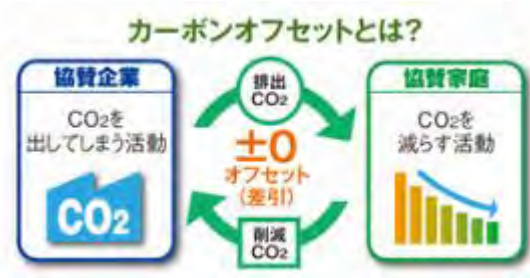 カーボンオフセットとは?
協賛企業
CO2を
出してしまう活動
CO2
排出
CO2
±0
オフセット
(差引)
削減
CO2
協賛家庭
CO2を
減らす活動